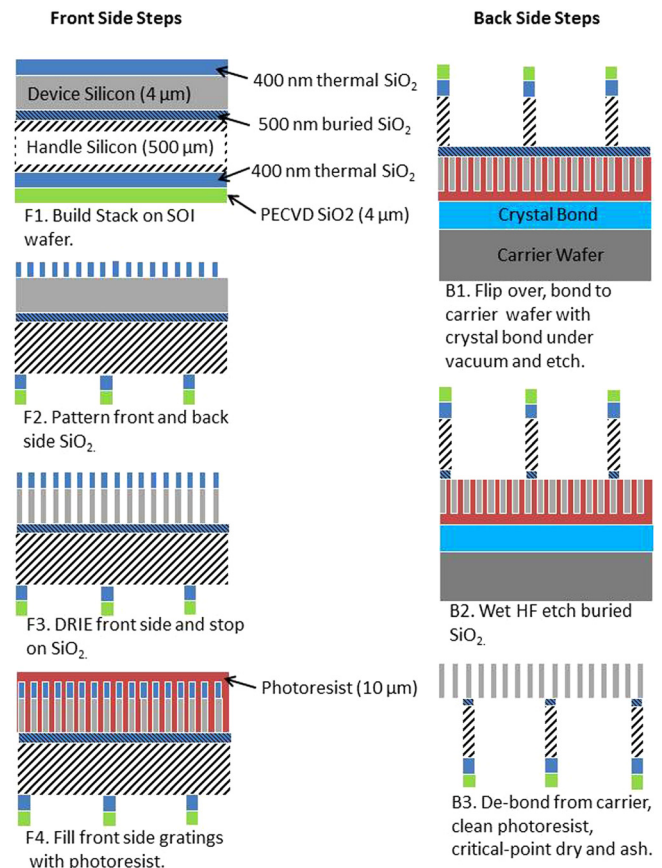 Front Side Steps
400 nm thermal SiO₂
Device Silicon (4 µm)
500 nm buried SiO₂
Handle Silicon (500 µm)
400 nm thermal SiO₂
PECVD SiO2 (4 µm)
F1. Build Stack on SOI
wafer.
F2. Pattern front and back
side SiO₂.
F3. DRIE front side and stop
on SiO₂.
Photoresist (10 µm)
F4. Fill front side gratings
with photoresist.
Back Side Steps
Crystal Bond
Carrier Wafer
B1. Flip over, bond to
carrier wafer with
crystal bond under
vacuum and etch.
B2. Wet HF etch buried
SiO₂.
B3. De-bond from carrier,
clean photoresist,
critical-point dry and ash.